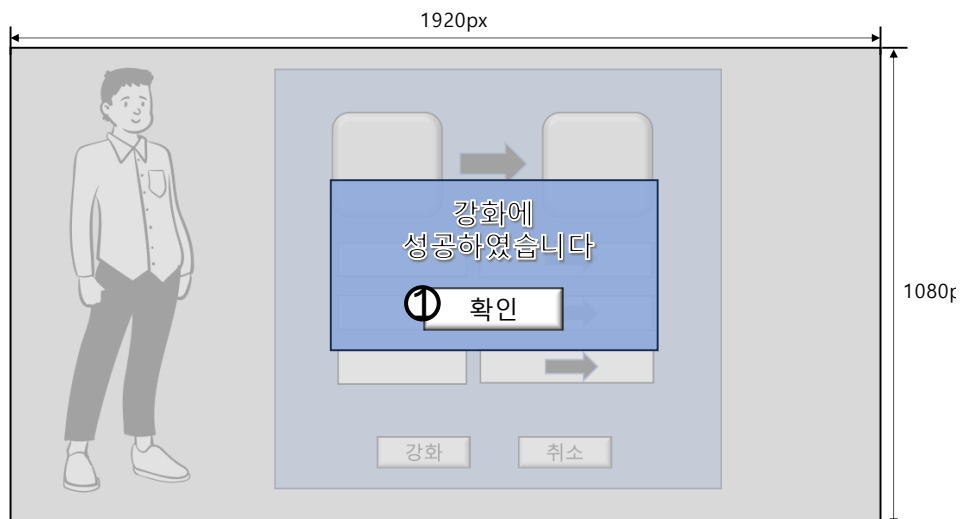 1920px
강화에
성공하였습니다
① 확인
1080p
강화
취소